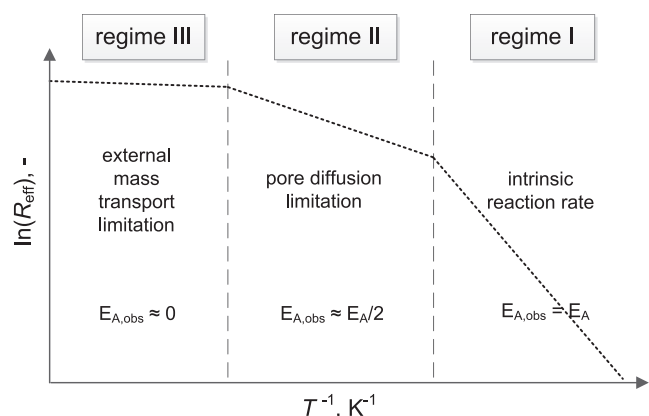 regime III
regime II
regime I
ln(R_eff), -
external
mass
transport
limitation
pore diffusion
limitation
intrinsic
reaction rate
E_A,obs ≈ 0
E_A,obs ≈ E_A/2
E_A,obs = E_A
T⁻¹, K⁻¹